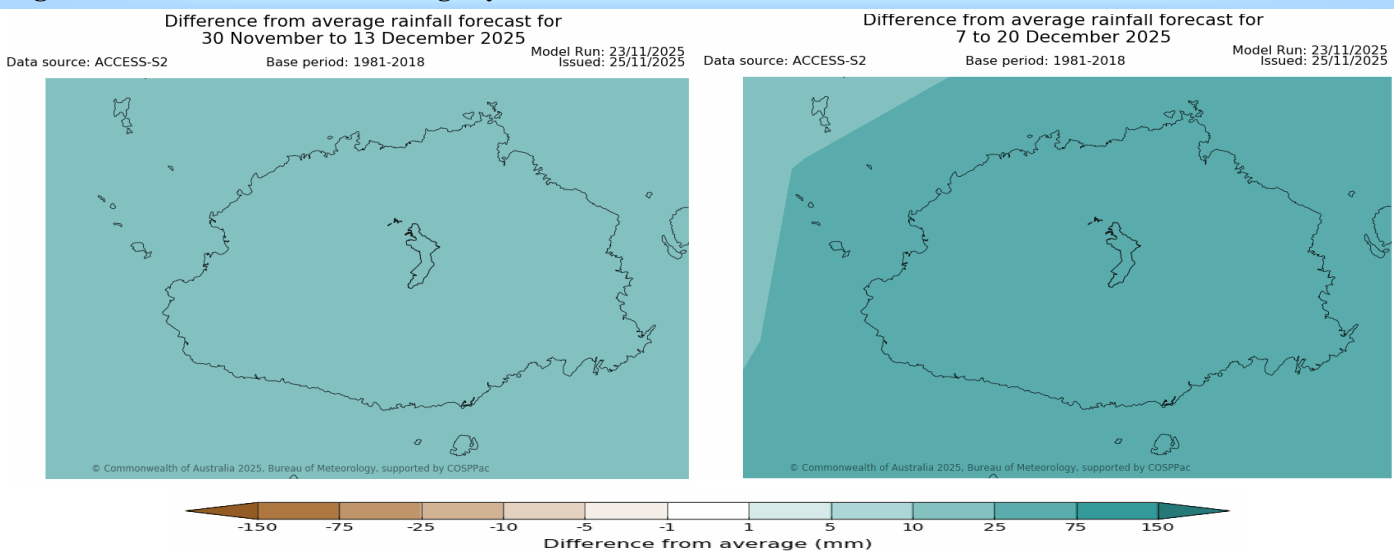 Difference from average rainfall forecast for
30 November to 13 December 2025
Model Run: 23/11/2025
Data source: ACCESS-S2 Base period: 1981-2018 Issued: 25/11/2025
© Commonwealth of Australia 2025, Bureau of Meteorology, supported by COSPPac
Difference from average rainfall forecast for
7 to 20 December 2025
Model Run: 23/11/2025
Data source: ACCESS-S2 Base period: 1981-2018 Issued: 25/11/2025
© Commonwealth of Australia 2025, Bureau of Meteorology, supported by COSPPac
-150 -75 -25 -10 -5 -1 1 5 10 25 75 150
Difference from average (mm)